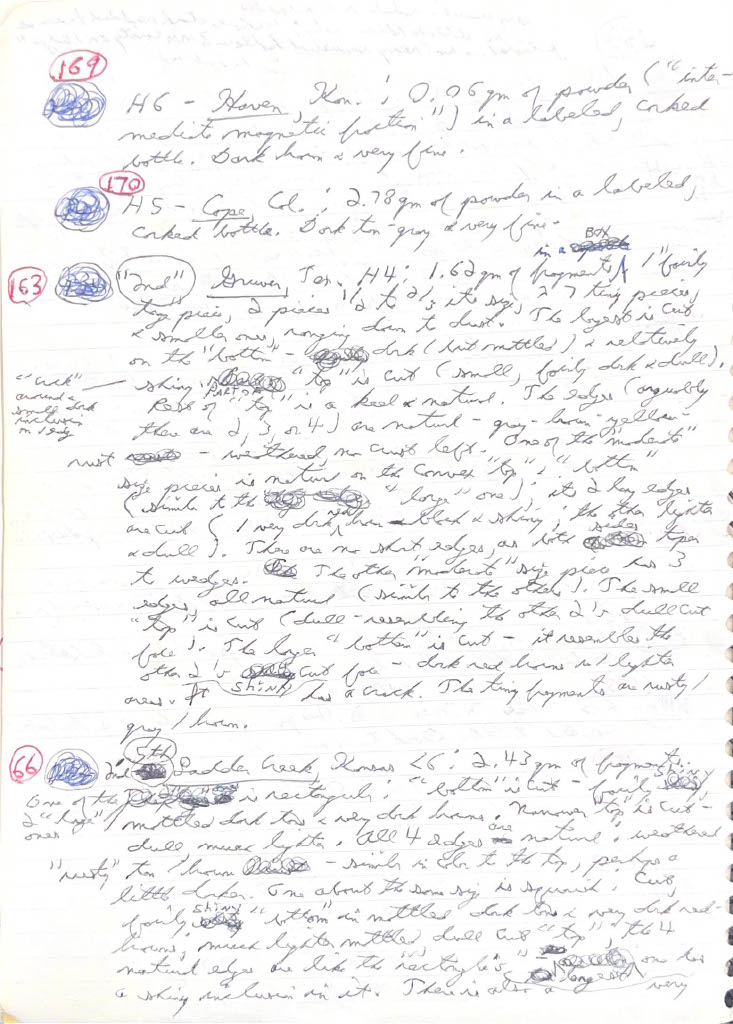 169
H6 - Haven, Kan.; 0.06 gm of powder ("inter-
mediate magnetic fraction") in a labeled, corked
bottle. Dark brown & very fine.
170
H5 - Cope, Col.; 2.78 gm of powder in a labeled,
corked bottle. Dark tan-gray & very fine.
in a BOX
163 "2nd" Gruver, Tex. H4; 1.62 gm of fragments, 1 "fairly
large" piece, 2 pieces 1/2 to 2/3 its size, & 7 tiny pieces,
& smaller ones, ranging down to dust. The largest is cut
on the "bottom" - dark (but mottled) & relatively
shiny "top" is cut (small, fairly dark & dull).
"crack" around a small dark inclusion in 1 edge
PART OF
Rest of "top" is a keel & natural. The edges (arguably
there are 2, 3, or 4) are natural - gray-brown-yellow-
rust - weathered no crust left. One of the "moderate"
size pieces is natural on the convex "top"; "bottom"
(similar to the "large" one); its 2 long edges
are cut (1 very dark red brown-black & shiny; the other lighter
& dull). There are no short edges, as both sides taper
to wedges. The other "moderate" size piece has 3
edges, all natural (similar to the others). The small
"top" is cut (dull - resembling the other 2's dull cut
face). The larger "bottom" is cut - it resembles the
other 2's SHINY cut face - dark red brown w/ lighter
areas. It has a crack. The tiny fragments are rusty/
gray/brown.
66 5th Ladder Creek, Kansas L6; 2.43 gm of fragments.
One of the 2 "large" ones is rectangular; "bottom" is cut - fairly SHINY,
mottled dark tan & very dark brown. Narrower "top" is cut -
dull much lighter. All 4 edges are natural; weathered
"rusty" tan/brown - similar in color to the top, perhaps a
little darker. One about the same size is squarish; cut,
fairly SHINY "bottom" in mottled dark tan & very dark red-
brown; much lighter mottled dull cut "top"; the 4
natural edges are like the "rectangle's" - longest one has
a shiny inclusion in it. There is also a very